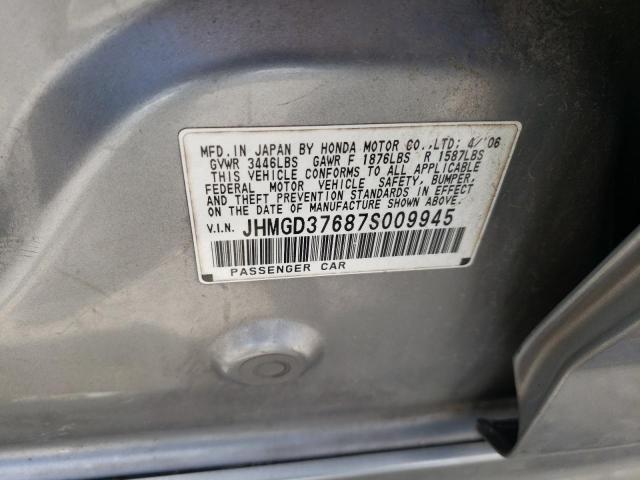 MFD. IN JAPAN BY HONDA MOTOR CO.,LTD: 4/'06
GVWR 3446LBS GAWR F 1876LBS R 1587LBS
THIS VEHICLE CONFORMS TO ALL APPLICABLE
FEDERAL MOTOR VEHICLE SAFETY, BUMPER,
AND THEFT PREVENTION STANDARDS IN EFFECT
ON THE DATE OF MANUFACTURE SHOWN ABOVE.
V.I.N. JHMGD37687S009945
PASSENGER CAR